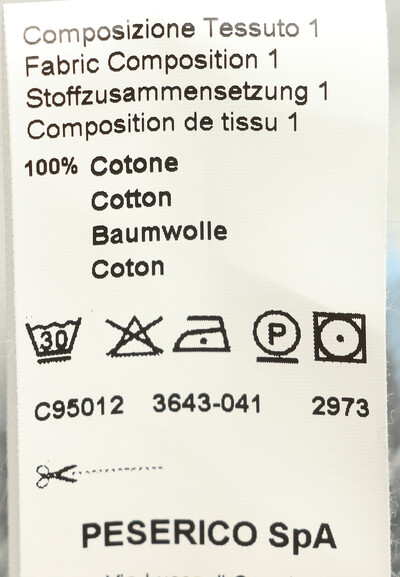 Composizione Tessuto 1
Fabric Composition 1
Stoffzusammensetzung 1
Composition de tissu 1
100% Cotone
Cotton
Baumwolle
Coton
30 P
C95012 3643-041 2973
PESERICO SpA